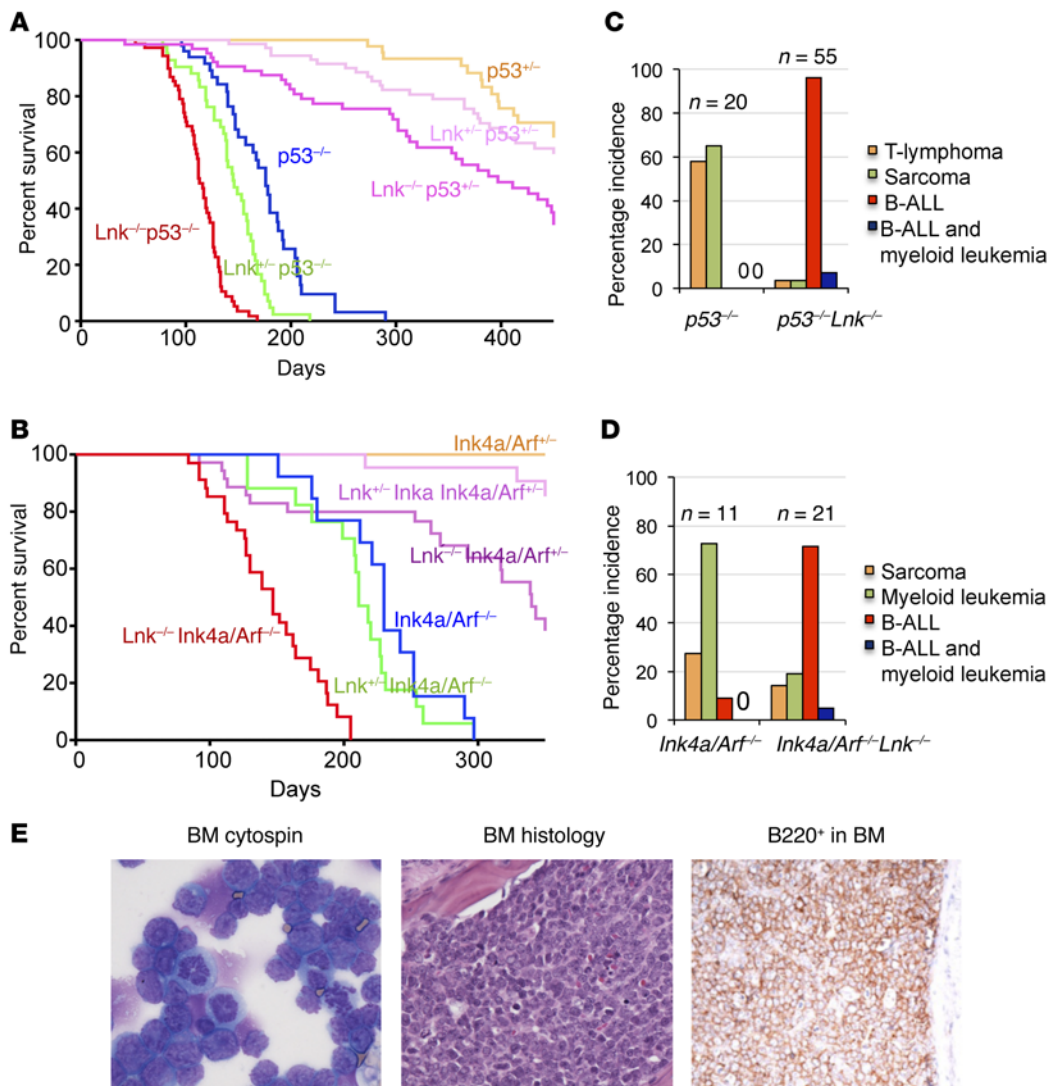 A
100
80
60
40
20
0
Percent survival
0
100
200
300
400
Days
p53+/–
Lnk+/– p53+/–
p53–/–
Lnk–/– p53+/–
Lnk–/–p53–/–
Lnk+/– p53–/–
C
n = 55
100
80
60
40
20
0
Percentage incidence
n = 20
0 0
p53–/–
p53–/–Lnk–/–
T-lymphoma
Sarcoma
B-ALL
B-ALL and
myeloid leukemia
B
100
80
60
40
20
0
Percent survival
0
100
200
300
Days
Ink4a/Arf+/–
Lnk+/– Inka Ink4a/Arf+/–
Lnk–/– Ink4a/Arf+/–
Ink4a/Arf–/–
Lnk–/– Ink4a/Arf–/–
Lnk+/– Ink4a/Arf–/–
D
100
80
60
40
20
0
Percentage incidence
n = 11
n = 21
0
Ink4a/Arf–/–
Ink4a/Arf–/–Lnk–/–
Sarcoma
Myeloid leukemia
B-ALL
B-ALL and
myeloid leukemia
E
BM cytospin
BM histology
B220+ in BM